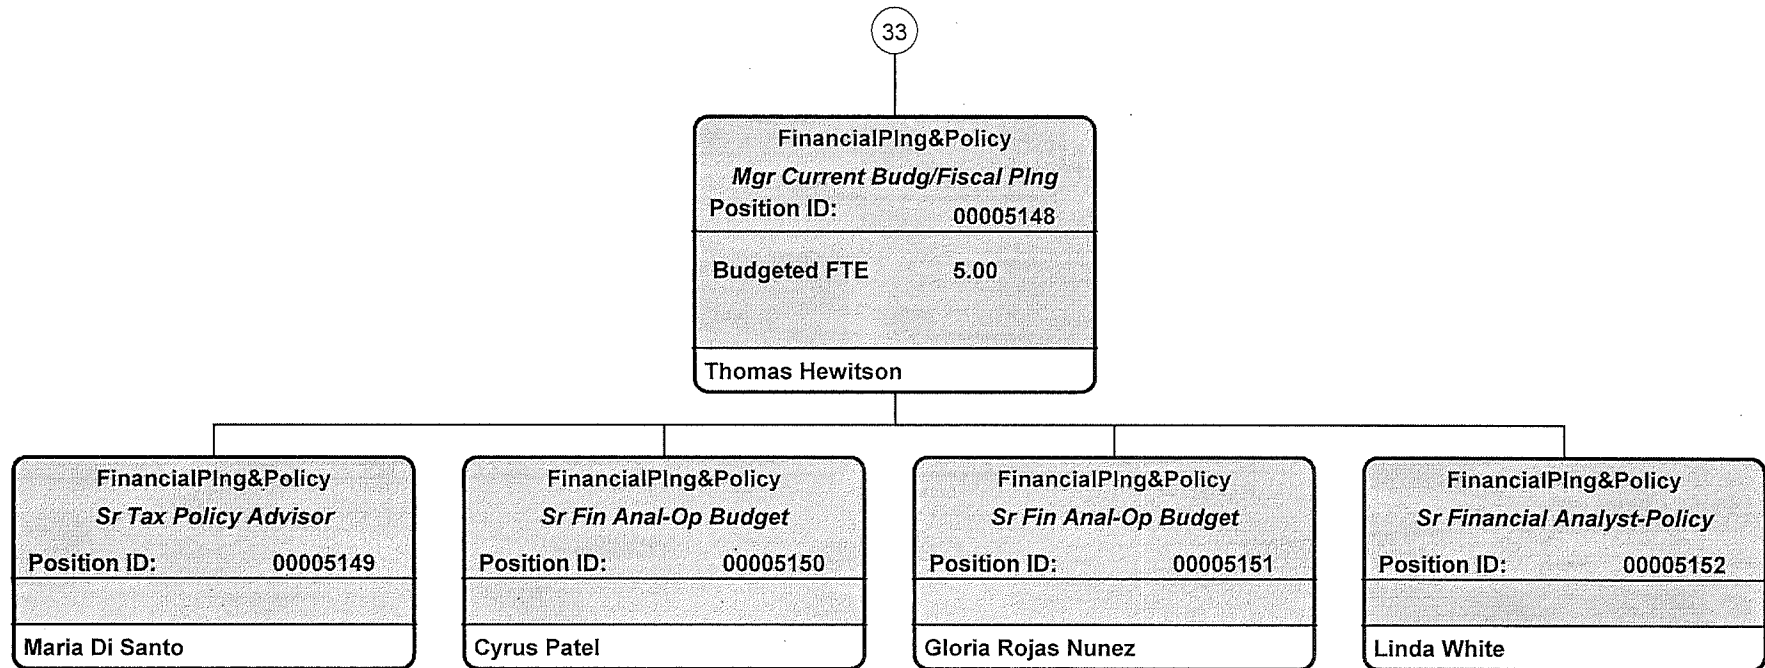 33
FinancialPlng&Policy
Mgr Current Budg/Fiscal Plng
Position ID: 00005148
Budgeted FTE 5.00
Thomas Hewitson
FinancialPlng&Policy
Sr Tax Policy Advisor
Position ID: 00005149
Maria Di Santo
FinancialPlng&Policy
Sr Fin Anal-Op Budget
Position ID: 00005150
Cyrus Patel
FinancialPlng&Policy
Sr Fin Anal-Op Budget
Position ID: 00005151
Gloria Rojas Nunez
FinancialPlng&Policy
Sr Financial Analyst-Policy
Position ID: 00005152
Linda White